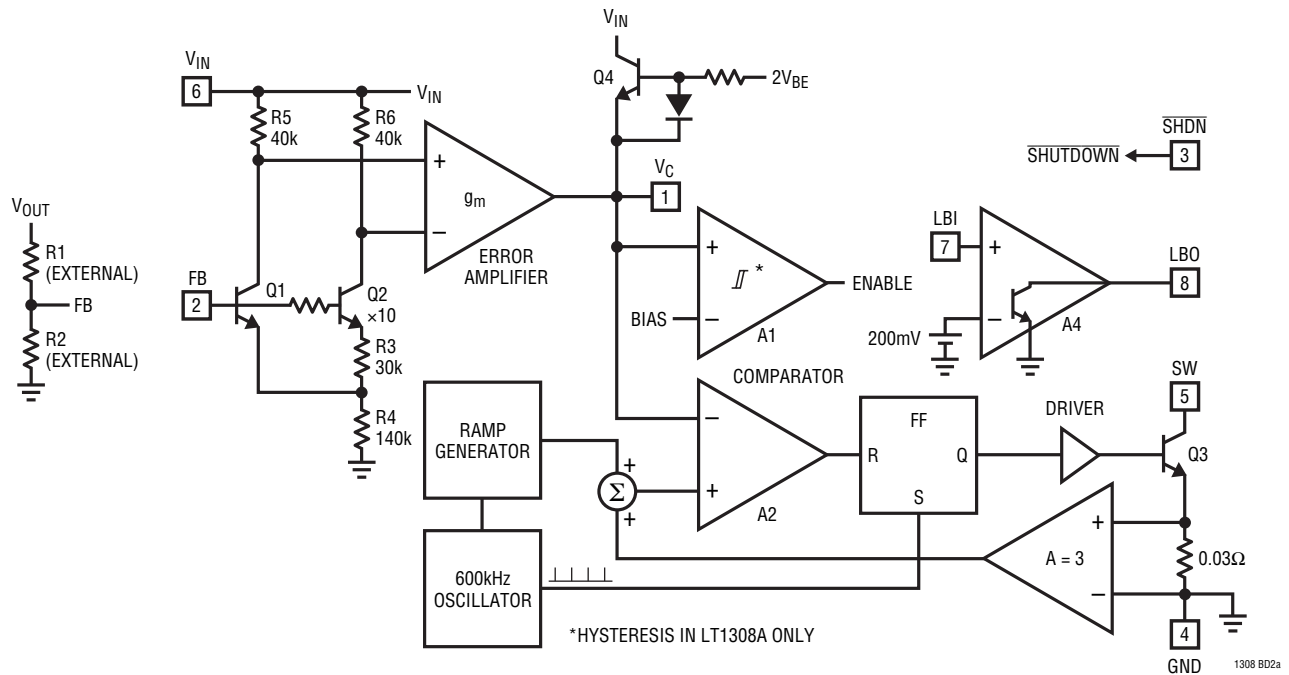 VIN
Q4
2VBE
VIN
6
VIN
R5
40k
R6
40k
SHDN
SHUTDOWN
3
+
gm
−
ERROR
AMPLIFIER
VC
1
VOUT
R1
(EXTERNAL)
FB
R2
(EXTERNAL)
FB
2
Q1
Q2
×10
R3
30k
R4
140k
+
*
−
BIAS
A1
ENABLE
LBI
7
+
−
200mV
A4
LBO
8
COMPARATOR
−
+
A2
RAMP
GENERATOR
+
Σ
+
600kHz
OSCILLATOR
FF
R
Q
S
DRIVER
SW
5
Q3
+
A = 3
−
0.03Ω
4
GND
*HYSTERESIS IN LT1308A ONLY
1308 BD2a